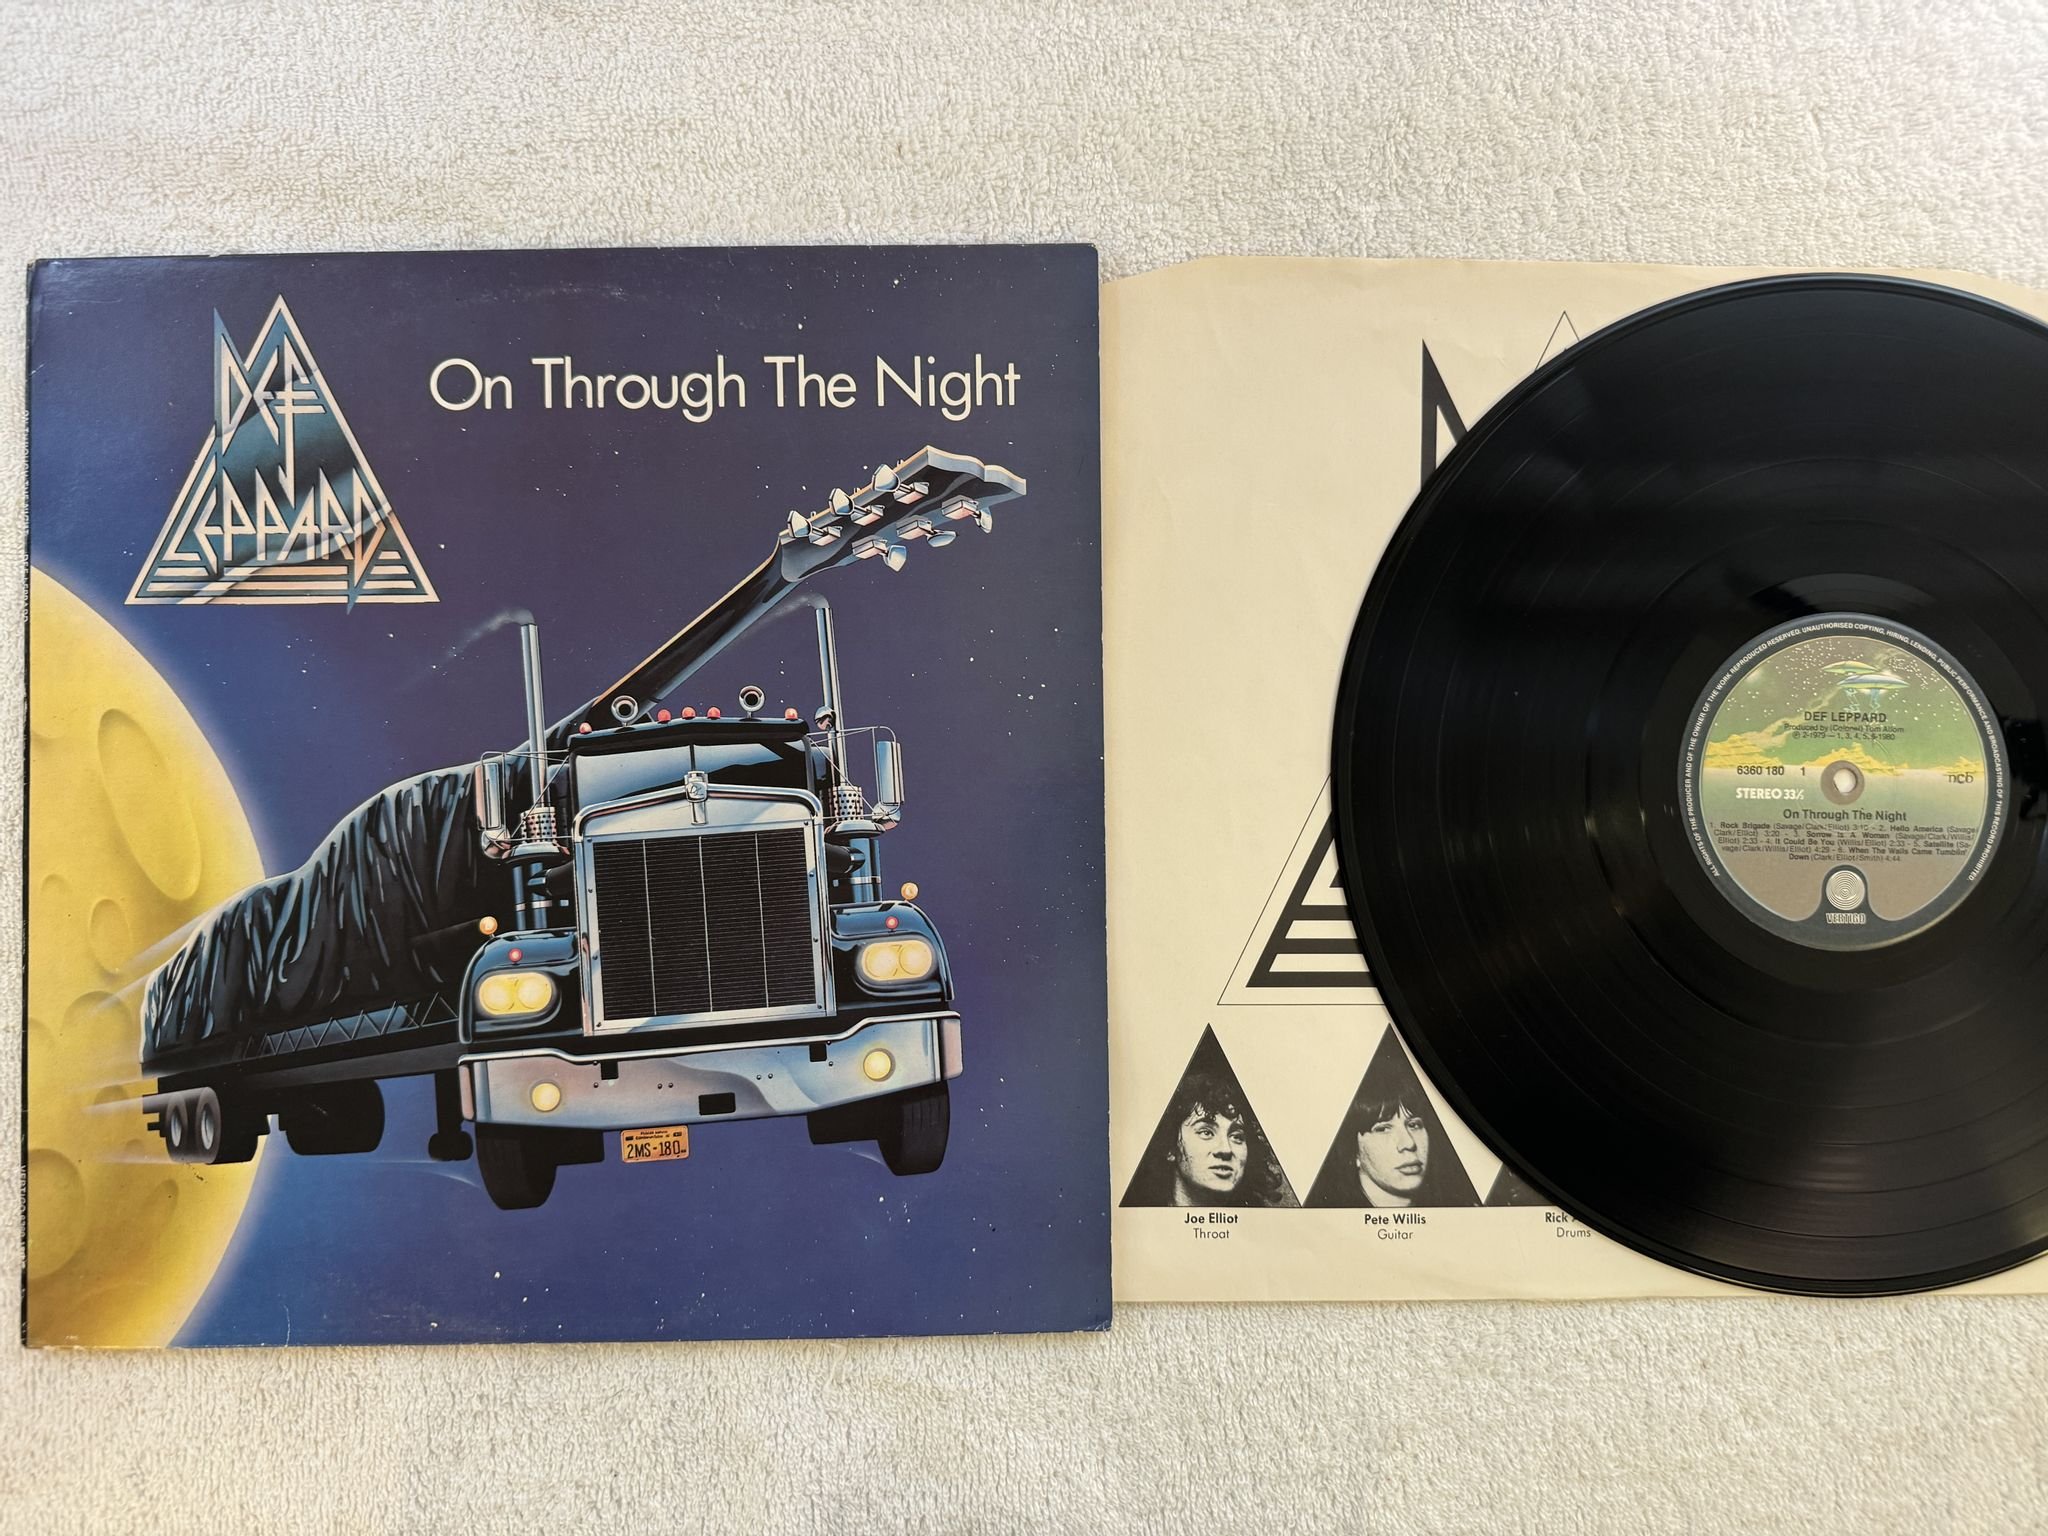 DEF
LEPPARD
On Through The Night
2MS-180
Joe Elliot
Throat
Pete Willis
Guitar
Rick
Drums
ALL RIGHTS OF THE PRODUCER AND OF THE OWNER OF THE WORK REPRODUCED RESERVED. UNAUTHORISED COPYING, HIRING, LENDING, PUBLIC PERFORMANCE AND BROADCASTING OF THIS RECORD PROHIBITED.
DEF LEPPARD
Produced by (Colonel) Tom Allom
℗ 2-1979 — 1, 3, 4, 5, 6-1980
6360 180 1
ncb
STEREO 33⅓
On Through The Night
1. Rock Brigade (Savage/Clark/Elliot) 3:10 - 2. Hello America (Savage/
Clark/Elliot) 3:20 - 3. Sorrow Is A Woman (Savage/Clark/Willis/
Elliot) 2:33 - 4. It Could Be You (Willis/Elliot) 2:33 - 5. Satellite (Sa-
vage/Clark/Willis/Elliot) 4:29 - 6. When The Walls Came Tumblin'
Down (Clark/Elliot/Smith) 4:44
VERTIGO